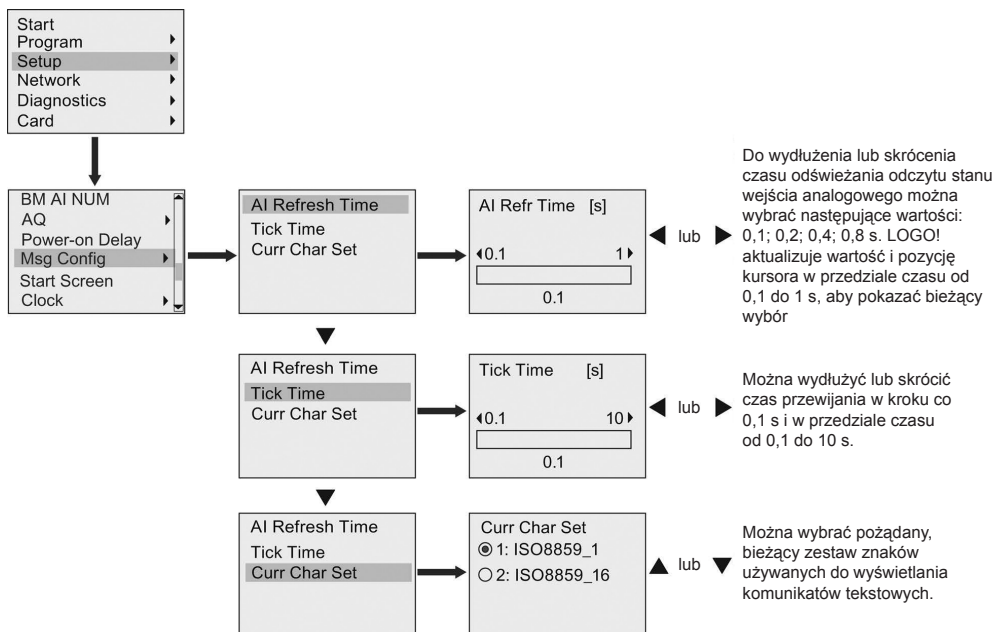 Start
Program
Setup
Network
Diagnostics
Card
BM AI NUM
AQ
Power-on Delay
Msg Config
Start Screen
Clock
AI Refresh Time
Tick Time
Curr Char Set
AI Refr Time [s]
0.1 1
0.1
lub
Do wydłużenia lub skrócenia
czasu odświeżania odczytu stanu
wejścia analogowego można
wybrać następujące wartości:
0,1; 0,2; 0,4; 0,8 s. LOGO!
aktualizuje wartość i pozycję
kursora w przedziale czasu od
0,1 do 1 s, aby pokazać bieżący
wybór
AI Refresh Time
Tick Time
Curr Char Set
Tick Time [s]
0.1 10
0.1
lub
Można wydłużyć lub skrócić
czas przewijania w kroku co
0,1 s i w przedziale czasu
od 0,1 do 10 s.
AI Refresh Time
Tick Time
Curr Char Set
Curr Char Set
1: ISO8859_1
2: ISO8859_16
lub
Można wybrać pożądany,
bieżący zestaw znaków
używanych do wyświetlania
komunikatów tekstowych.